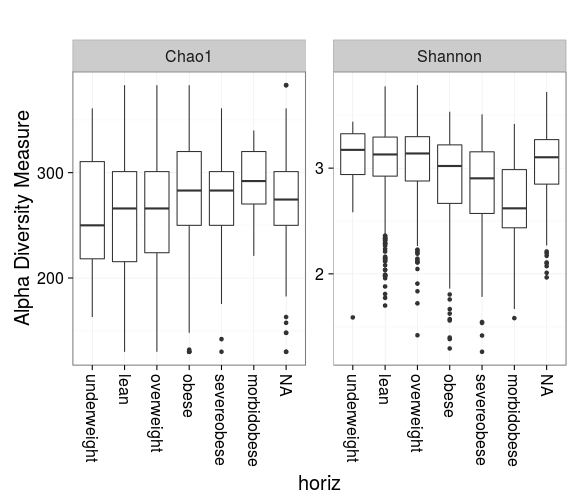 Chao1 Shannon
Alpha Diversity Measure
300
200
3
2
underweight
lean
overweight
obese
severeobese
morbidobese
NA
underweight
lean
overweight
obese
severeobese
morbidobese
NA
horiz